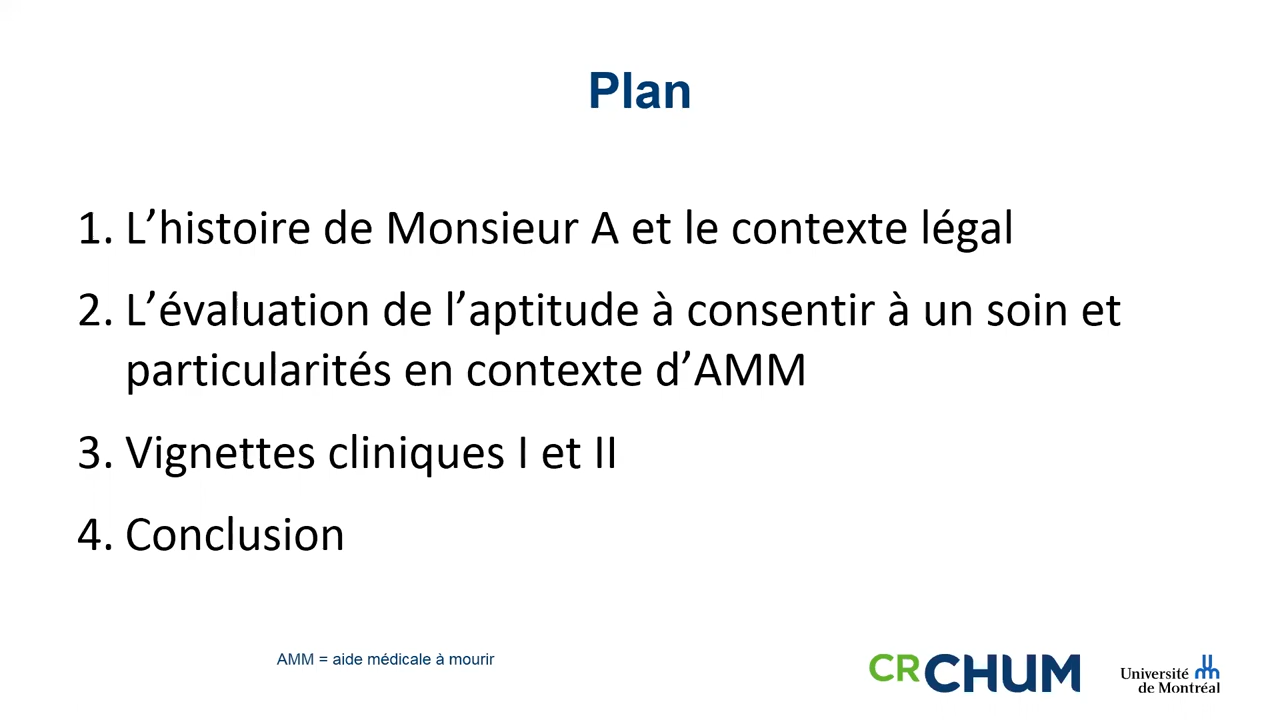 Plan
1. L’histoire de Monsieur A et le contexte légal
2. L’évaluation de l’aptitude à consentir à un soin et
particularités en contexte d’AMM
3. Vignettes cliniques I et II
4. Conclusion
AMM = aide médicale à mourir
CRCHUM
Université
de Montréal